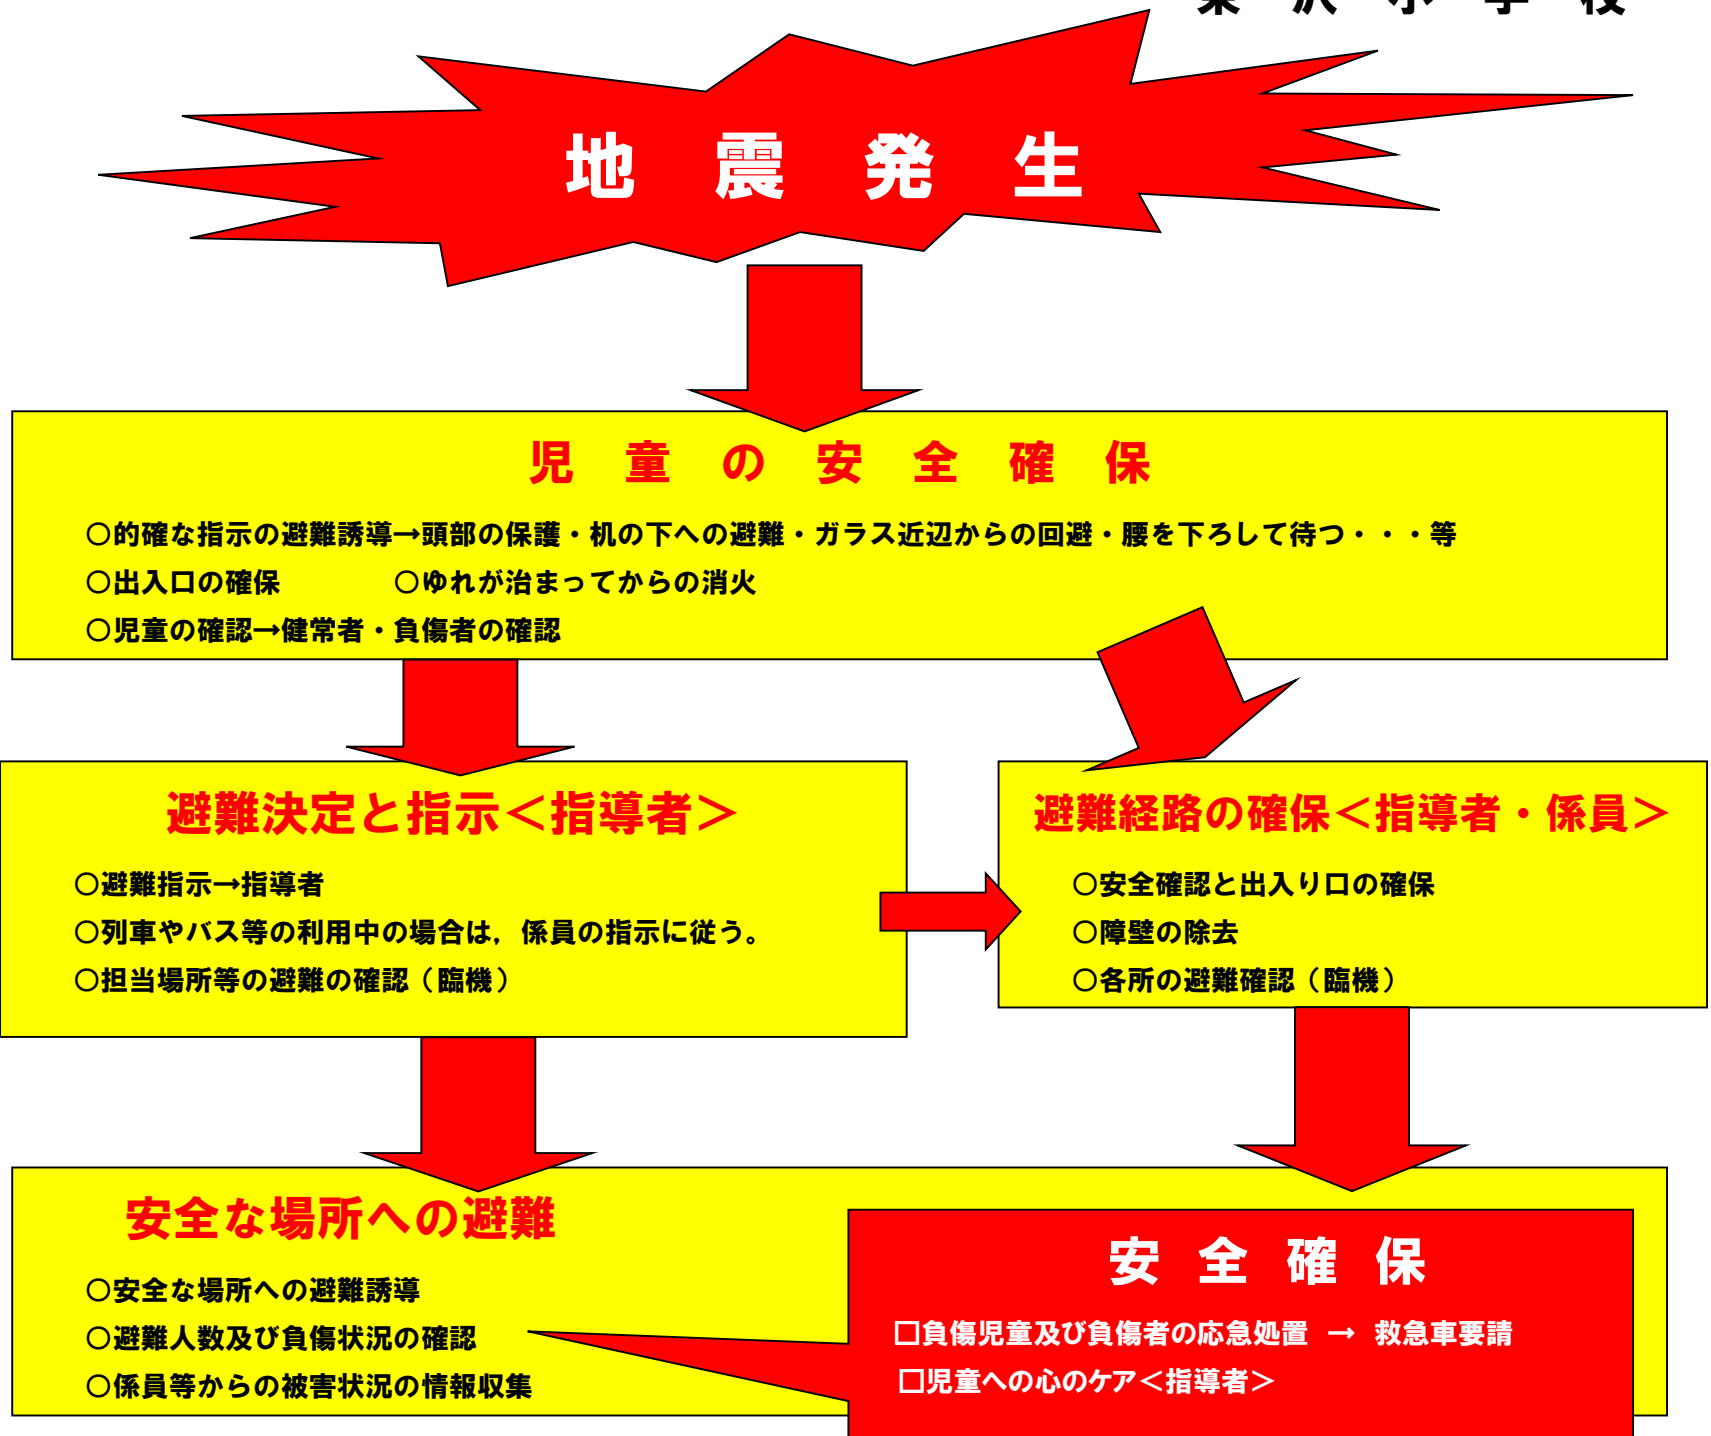 地震発生
児童の安全確保
○的確な指示の避難誘導→頭部の保護・机の下への避難・ガラス近辺からの回避・腰を下ろして待つ・・・等
○出入口の確保　　　　○ゆれが治まってからの消火
○児童の確認→健常者・負傷者の確認
避難決定と指示＜指導者＞
○避難指示→指導者
○列車やバス等の利用中の場合は，係員の指示に従う。
○担当場所等の避難の確認（臨機）
避難経路の確保＜指導者・係員＞
○安全確認と出入り口の確保
○障壁の除去
○各所の避難確認（臨機）
安全な場所への避難
○安全な場所への避難誘導
○避難人数及び負傷状況の確認
○係員等からの被害状況の情報収集
安全確保
□負傷児童及び負傷者の応急処置　→　救急車要請
□児童への心のケア＜指導者＞